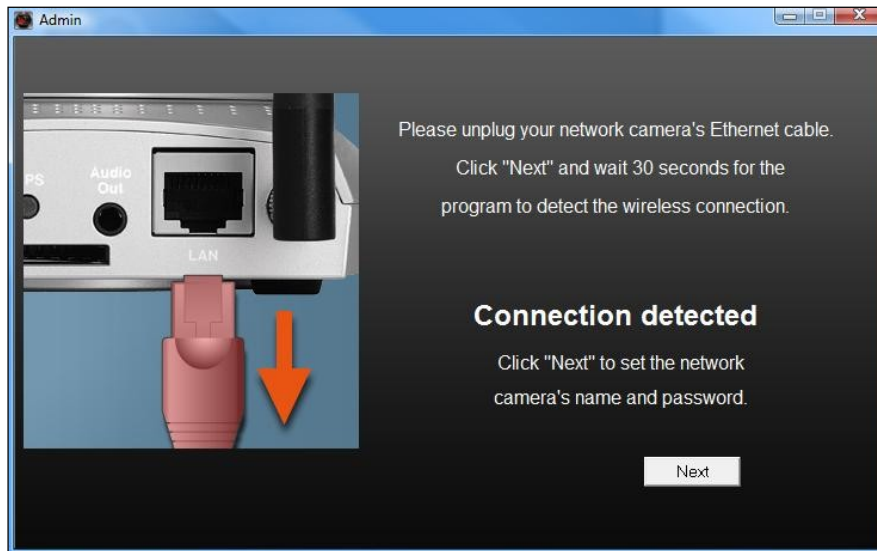 Admin
PS
Audio
Out
LAN
Please unplug your network camera's Ethernet cable.
Click "Next" and wait 30 seconds for the
program to detect the wireless connection.
Connection detected
Click "Next" to set the network
camera's name and password.
Next